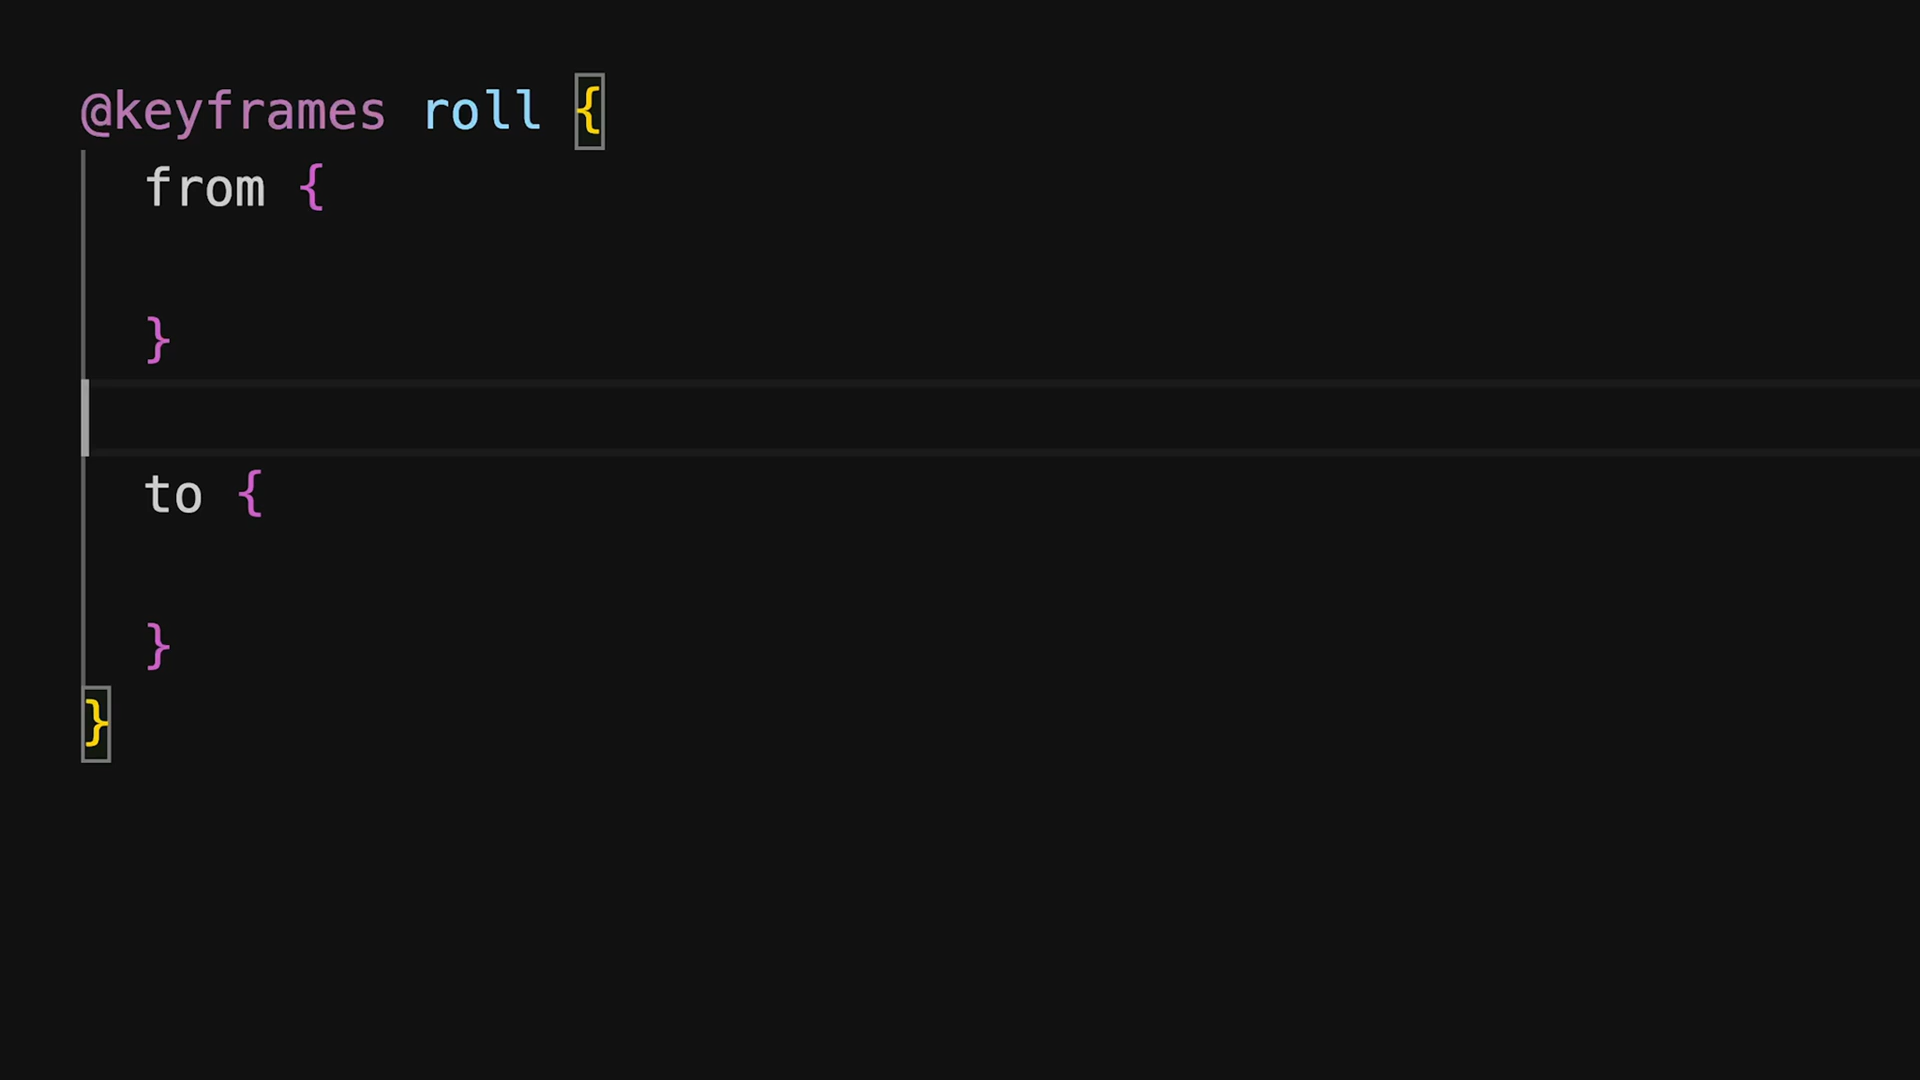 @keyframes roll {
from {
}
to {
}
}